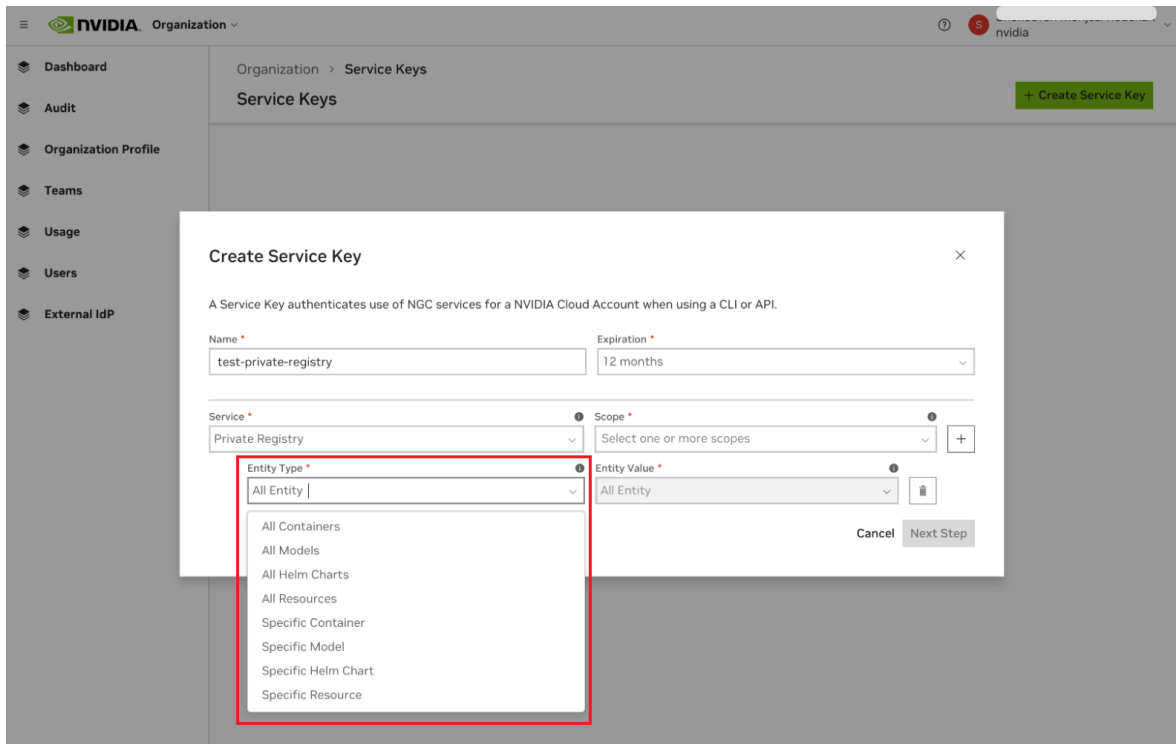 NVIDIA. Organization
S
nvidia
Dashboard
Audit
Organization Profile
Teams
Usage
Users
External IdP
Organization > Service Keys
Service Keys
+ Create Service Key
Create Service Key
A Service Key authenticates use of NGC services for a NVIDIA Cloud Account when using a CLI or API.
Name * Expiration *
test-private-registry 12 months
Service * Scope *
Private Registry Select one or more scopes
Entity Type * Entity Value *
All Entity All Entity
All Containers
All Models
All Helm Charts
All Resources
Specific Container
Specific Model
Specific Helm Chart
Specific Resource
Cancel Next Step